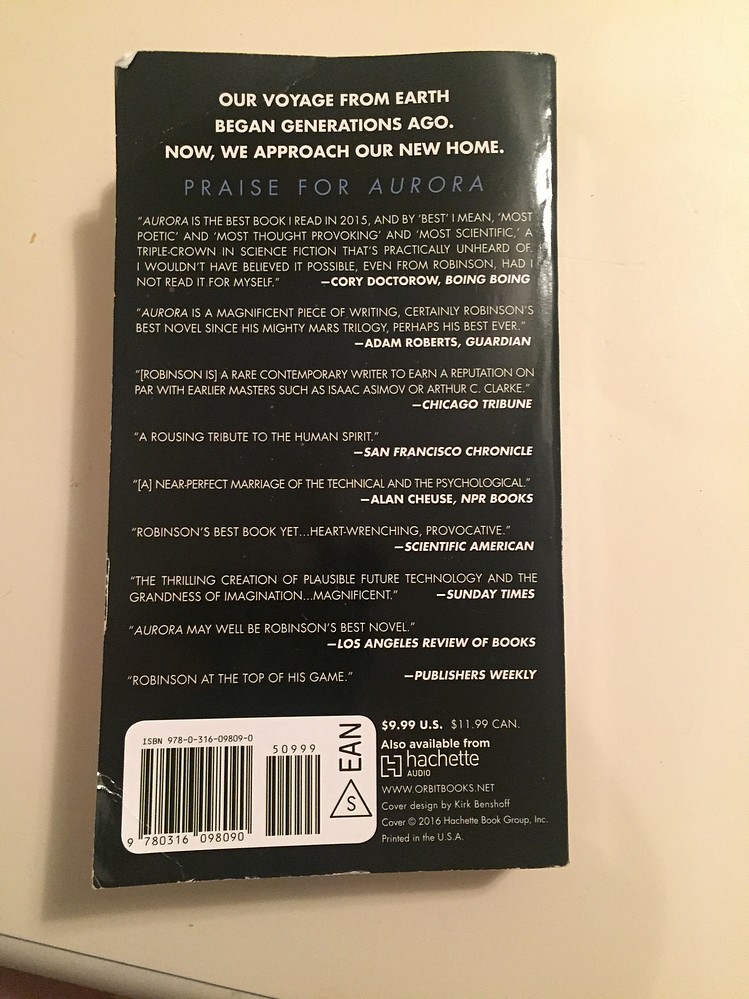 OUR VOYAGE FROM EARTH
BEGAN GENERATIONS AGO.
NOW, WE APPROACH OUR NEW HOME.
PRAISE FOR AURORA
"AURORA IS THE BEST BOOK I READ IN 2015, AND BY 'BEST' I MEAN, 'MOST
POETIC' AND 'MOST THOUGHT PROVOKING' AND 'MOST SCIENTIFIC,' A
TRIPLE-CROWN IN SCIENCE FICTION THAT'S PRACTICALLY UNHEARD OF.
I WOULDN'T HAVE BELIEVED IT POSSIBLE, EVEN FROM ROBINSON, HAD I
NOT READ IT FOR MYSELF." —CORY DOCTOROW, BOING BOING
"AURORA IS A MAGNIFICENT PIECE OF WRITING, CERTAINLY ROBINSON'S
BEST NOVEL SINCE HIS MIGHTY MARS TRILOGY, PERHAPS HIS BEST EVER."
—ADAM ROBERTS, GUARDIAN
"[ROBINSON IS] A RARE CONTEMPORARY WRITER TO EARN A REPUTATION ON
PAR WITH EARLIER MASTERS SUCH AS ISAAC ASIMOV OR ARTHUR C. CLARKE."
—CHICAGO TRIBUNE
"A ROUSING TRIBUTE TO THE HUMAN SPIRIT."
—SAN FRANCISCO CHRONICLE
"[A] NEAR-PERFECT MARRIAGE OF THE TECHNICAL AND THE PSYCHOLOGICAL."
—ALAN CHEUSE, NPR BOOKS
"ROBINSON'S BEST BOOK YET...HEART-WRENCHING, PROVOCATIVE."
—SCIENTIFIC AMERICAN
"THE THRILLING CREATION OF PLAUSIBLE FUTURE TECHNOLOGY AND THE
GRANDNESS OF IMAGINATION...MAGNIFICENT." —SUNDAY TIMES
"AURORA MAY WELL BE ROBINSON'S BEST NOVEL."
—LOS ANGELES REVIEW OF BOOKS
"ROBINSON AT THE TOP OF HIS GAME." —PUBLISHERS WEEKLY
ISBN 978-0-316-09809-0
50999
9 780316 098090
EAN
S
$9.99 U.S. $11.99 CAN.
Also available from
hachette
AUDIO
WWW.ORBITBOOKS.NET
Cover design by Kirk Benshoff
Cover © 2016 Hachette Book Group, Inc.
Printed in the U.S.A.